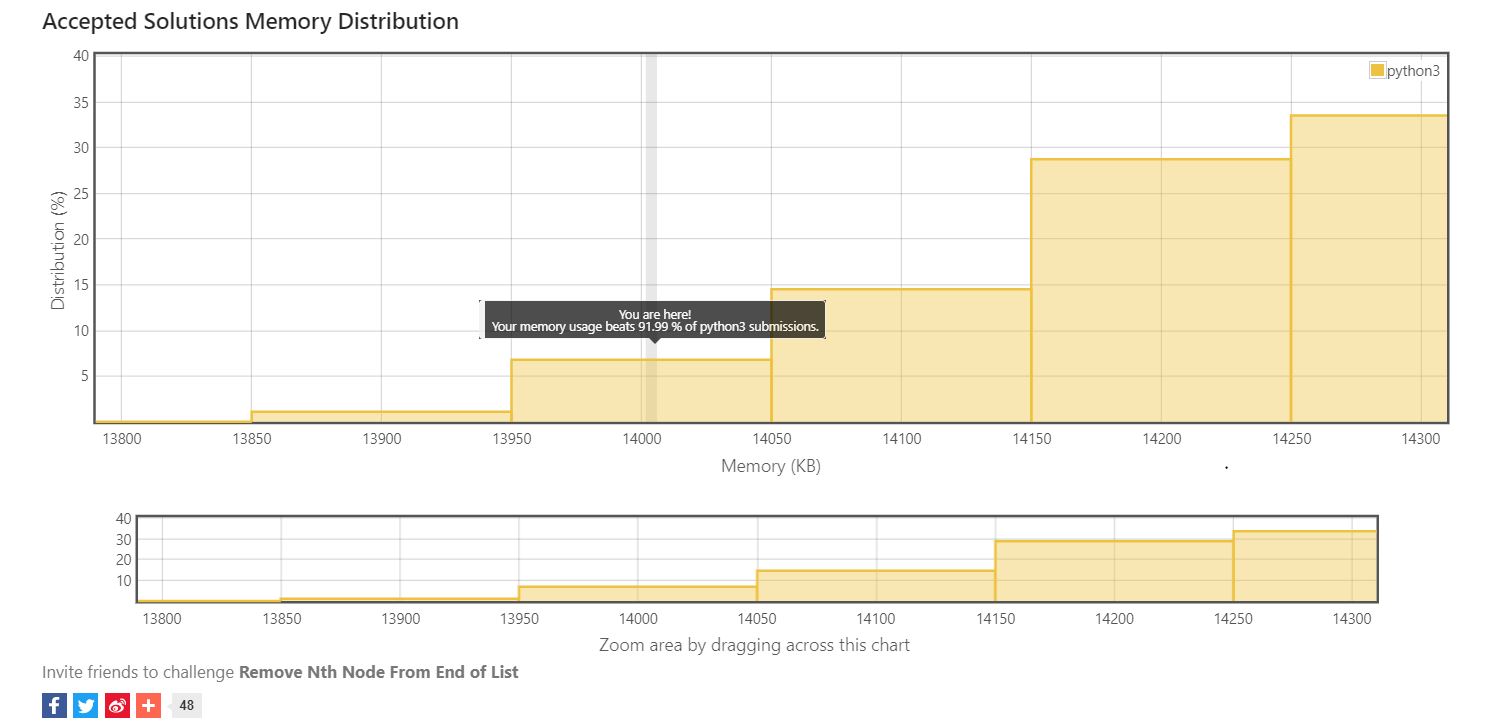 Accepted Solutions Memory Distribution
40
35
30
25
20
15
10
5
Distribution (%)
python3
You are here!
Your memory usage beats 91.99 % of python3 submissions.
13800 13850 13900 13950 14000 14050 14100 14150 14200 14250 14300
Memory (KB)
40
30
20
10
13800 13850 13900 13950 14000 14050 14100 14150 14200 14250 14300
Zoom area by dragging across this chart
Invite friends to challenge Remove Nth Node From End of List
48